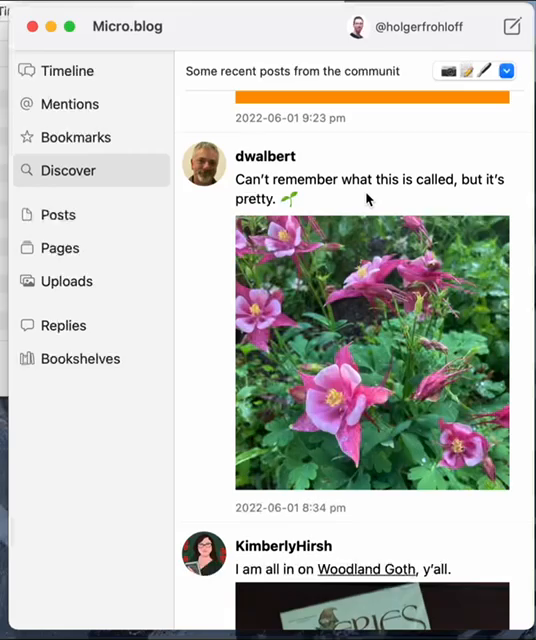 Micro.blog
@holgerfrohloff
Timeline
Mentions
Bookmarks
Discover
Posts
Pages
Uploads
Replies
Bookshelves
Some recent posts from the communit
2022-06-01 9:23 pm
dwalbert
Can't remember what this is called, but it's
pretty. 🌱
2022-06-01 8:34 pm
KimberlyHirsh
I am all in on Woodland Goth, y'all.